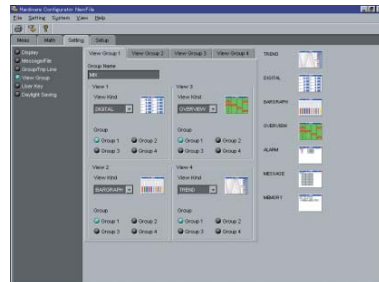 Hardware Configurator NewFile
File Setting System View Help
Meas Math Setting Setup
Display
MessageFile
Group/Trip Line
View Group
User Key
Daylight Saving
View Group 1 View Group 2 View Group 3 View Group 4
Group Name
MIX
View 1
View Kind
DIGITAL
Group
Group 1 Group 2
Group 3 Group 4
View 3
View Kind
OVERVIEW
Group
Group 1 Group 2
Group 3 Group 4
View 2
View Kind
BARGRAPH
Group
Group 1 Group 2
Group 3 Group 4
View 4
View Kind
TREND
Group
Group 1 Group 2
Group 3 Group 4
TREND
DIGITAL
BARGRAPH
OVERVIEW
ALARM
MESSAGE
MEMORY